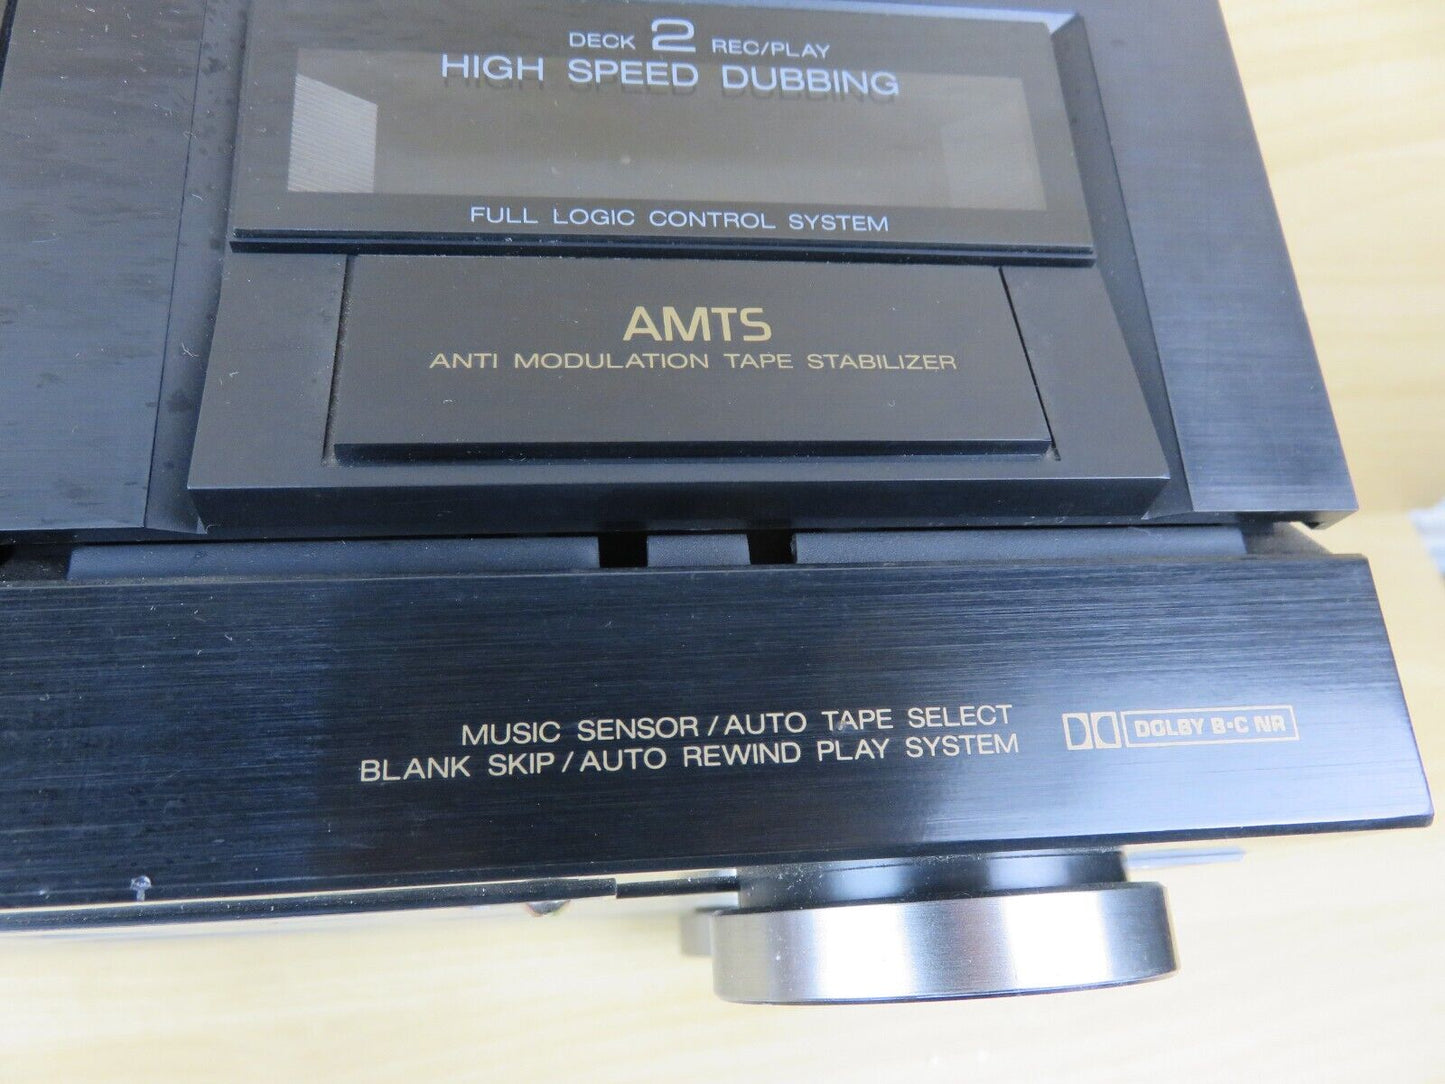 DECK 2 REC/PLAY
HIGH SPEED DUBBING
FULL LOGIC CONTROL SYSTEM
AMTS
ANTI MODULATION TAPE STABILIZER
MUSIC SENSOR/AUTO TAPE SELECT
BLANK SKIP/AUTO REWIND PLAY SYSTEM
DOLBY B·C NR